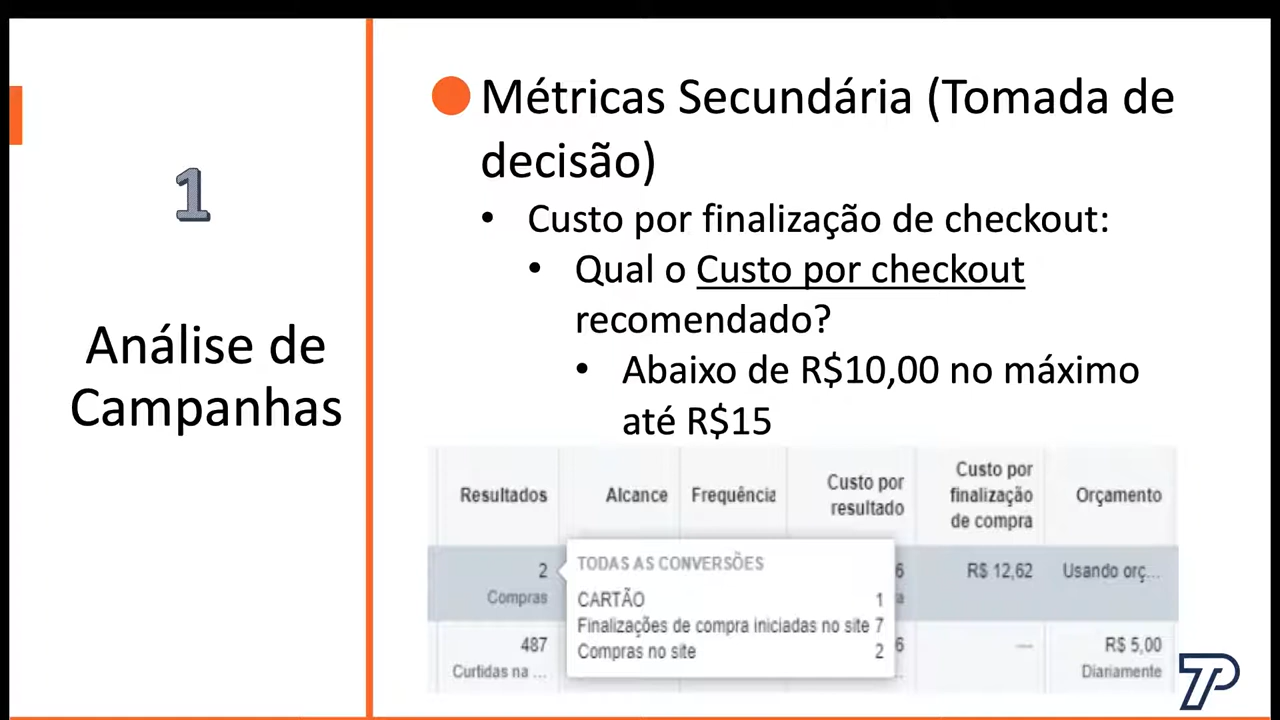 1
Análise de
Campanhas
Métricas Secundária (Tomada de
decisão)
• Custo por finalização de checkout:
• Qual o Custo por checkout
recomendado?
• Abaixo de R$10,00 no máximo
até R$15
Resultados Alcance Frequência Custo por resultado Custo por finalização de compra Orçamento
2 6 R$ 12,62 Usando orç...
Compras
TODAS AS CONVERSÕES
CARTÃO 1
Finalizações de compra iniciadas no site 7
Compras no site 2
487 6 — R$ 5,00
Curtidas na ... Diariamente
TP